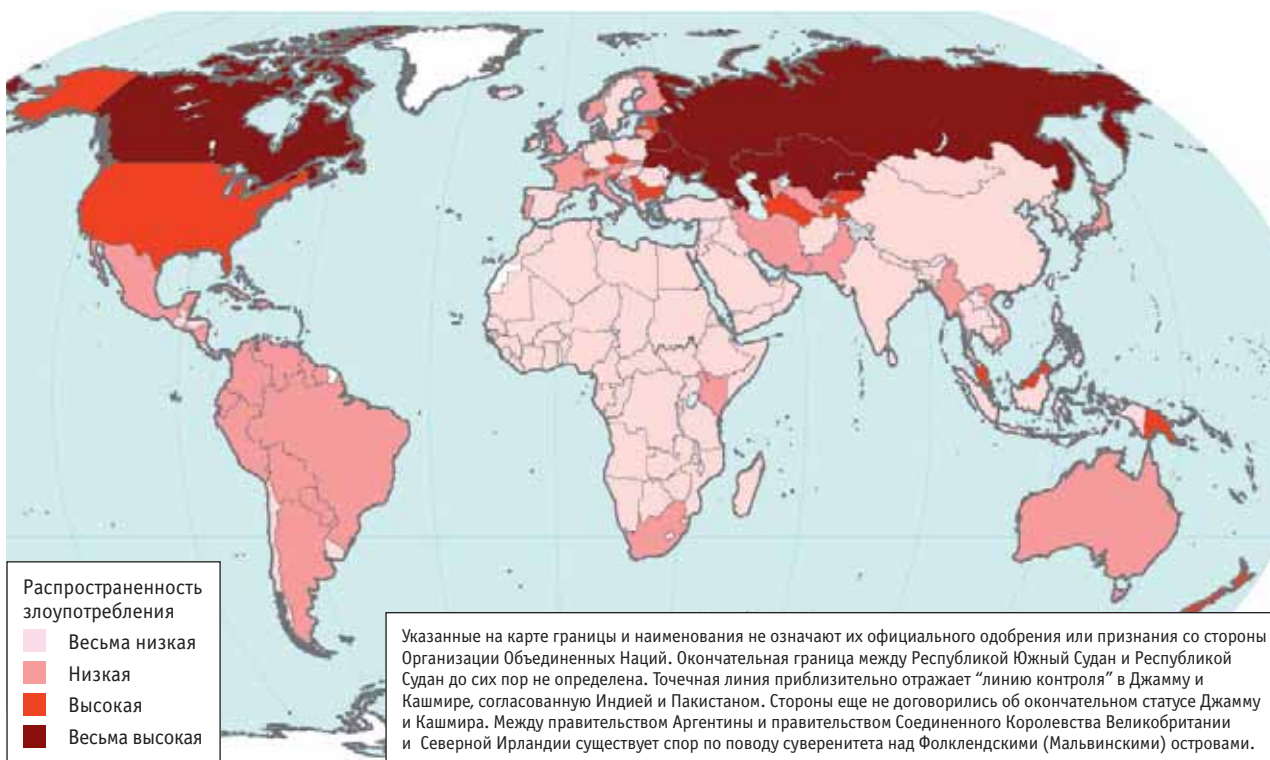 Распространенность
злоупотребления
Весьма низкая
Низкая
Высокая
Весьма высокая
Указанные на карте границы и наименования не означают их официального одобрения или признания со стороны
Организации Объединенных Наций. Окончательная граница между Республикой Южный Судан и Республикой
Судан до сих пор не определена. Точечная линия приблизительно отражает “линию контроля” в Джамму и
Кашмире, согласованную Индией и Пакистаном. Стороны еще не договорились об окончательном статусе Джамму
и Кашмира. Между правительством Аргентины и правительством Соединенного Королевства Великобритании
и Северной Ирландии существует спор по поводу суверенитета над Фолклендскими (Мальвинскими) островами.